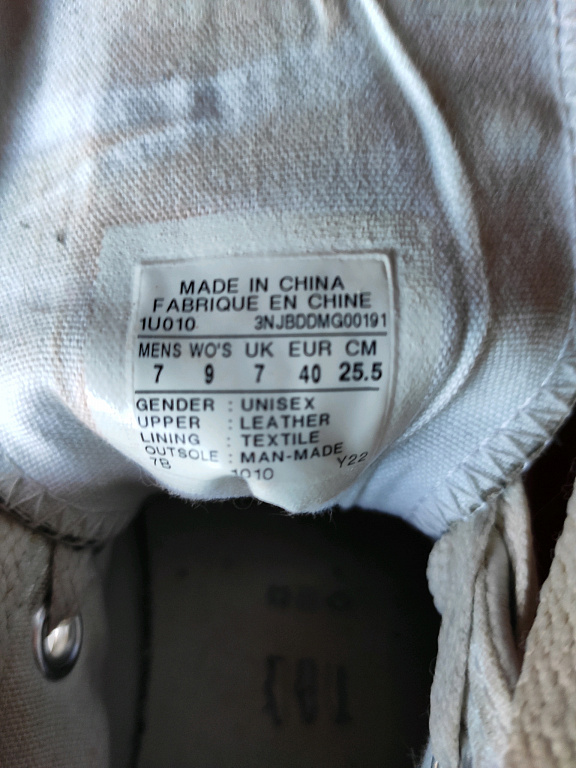 MADE IN CHINA
FABRIQUE EN CHINE
1U010 3NJBDDMG00191
MENS WO'S UK EUR CM
7 9 7 40 25.5
GENDER : UNISEX
UPPER : LEATHER
LINING : TEXTILE
OUTSOLE : MAN-MADE
7B 1010 Y22